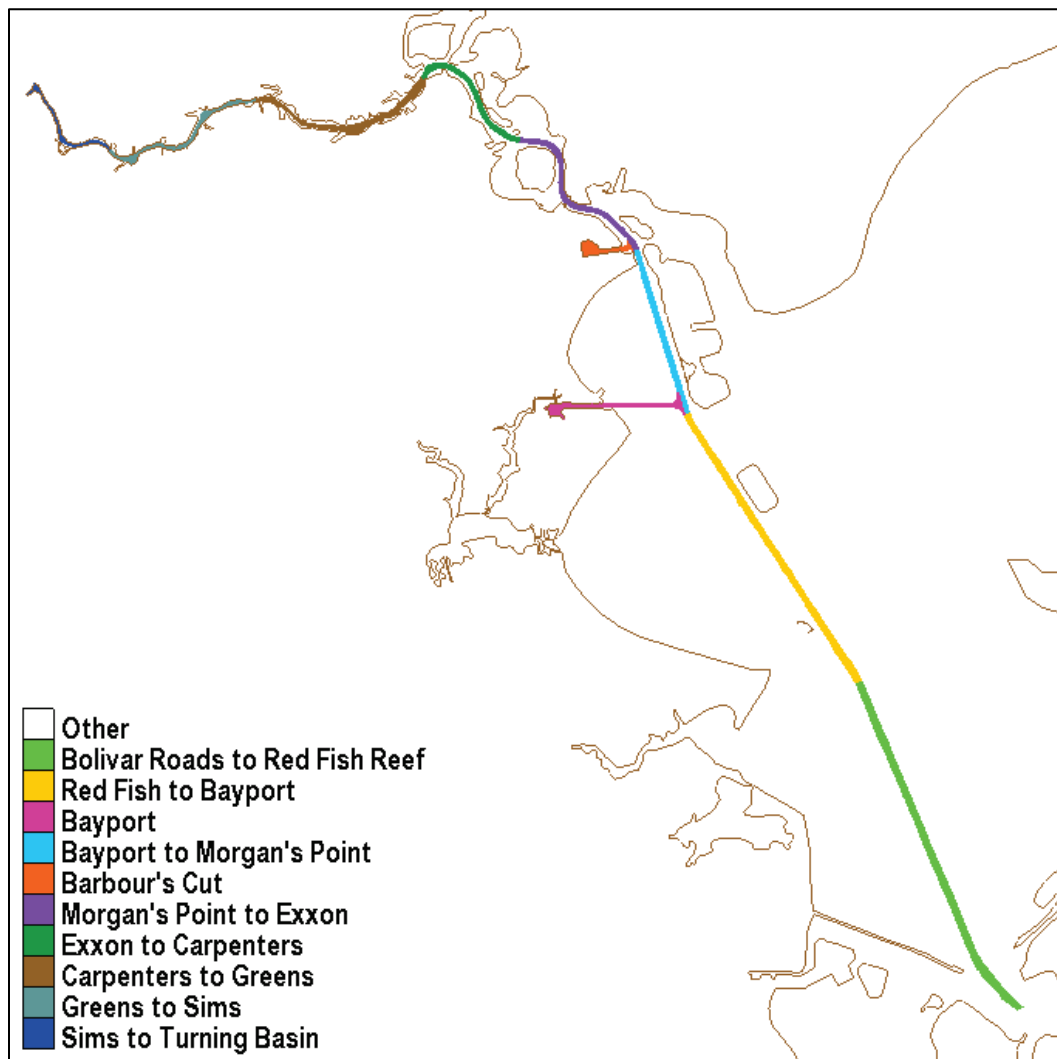 Other
Bolivar Roads to Red Fish Reef
Red Fish to Bayport
Bayport
Bayport to Morgan's Point
Barbour's Cut
Morgan's Point to Exxon
Exxon to Carpenters
Carpenters to Greens
Greens to Sims
Sims to Turning Basin